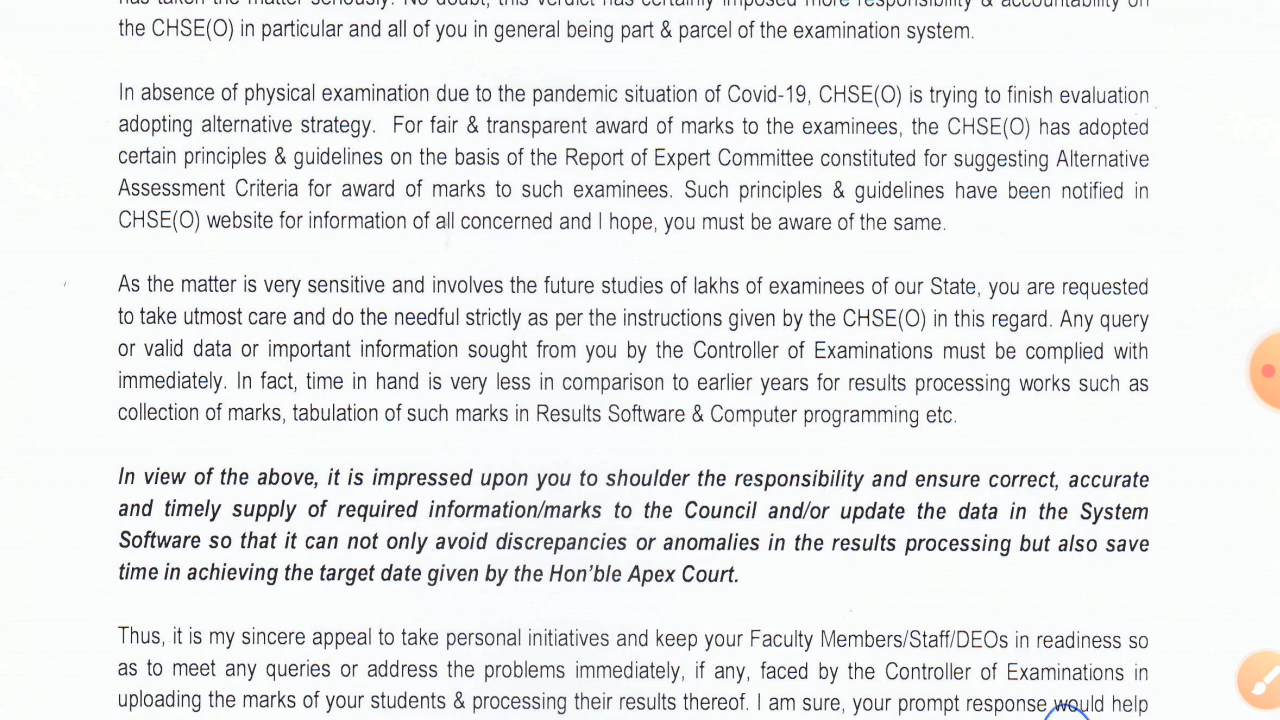 has taken the matter seriously. No doubt, this verdict has certainly imposed more responsibility & accountability on
the CHSE(O) in particular and all of you in general being part & parcel of the examination system.
In absence of physical examination due to the pandemic situation of Covid-19, CHSE(O) is trying to finish evaluation
adopting alternative strategy. For fair & transparent award of marks to the examinees, the CHSE(O) has adopted
certain principles & guidelines on the basis of the Report of Expert Committee constituted for suggesting Alternative
Assessment Criteria for award of marks to such examinees. Such principles & guidelines have been notified in
CHSE(O) website for information of all concerned and I hope, you must be aware of the same.
As the matter is very sensitive and involves the future studies of lakhs of examinees of our State, you are requested
to take utmost care and do the needful strictly as per the instructions given by the CHSE(O) in this regard. Any query
or valid data or important information sought from you by the Controller of Examinations must be complied with
immediately. In fact, time in hand is very less in comparison to earlier years for results processing works such as
collection of marks, tabulation of such marks in Results Software & Computer programming etc.
In view of the above, it is impressed upon you to shoulder the responsibility and ensure correct, accurate
and timely supply of required information/marks to the Council and/or update the data in the System
Software so that it can not only avoid discrepancies or anomalies in the results processing but also save
time in achieving the target date given by the Hon'ble Apex Court.
Thus, it is my sincere appeal to take personal initiatives and keep your Faculty Members/Staff/DEOs in readiness so
as to meet any queries or address the problems immediately, if any, faced by the Controller of Examinations in
uploading the marks of your students & processing their results thereof. I am sure, your prompt response would help